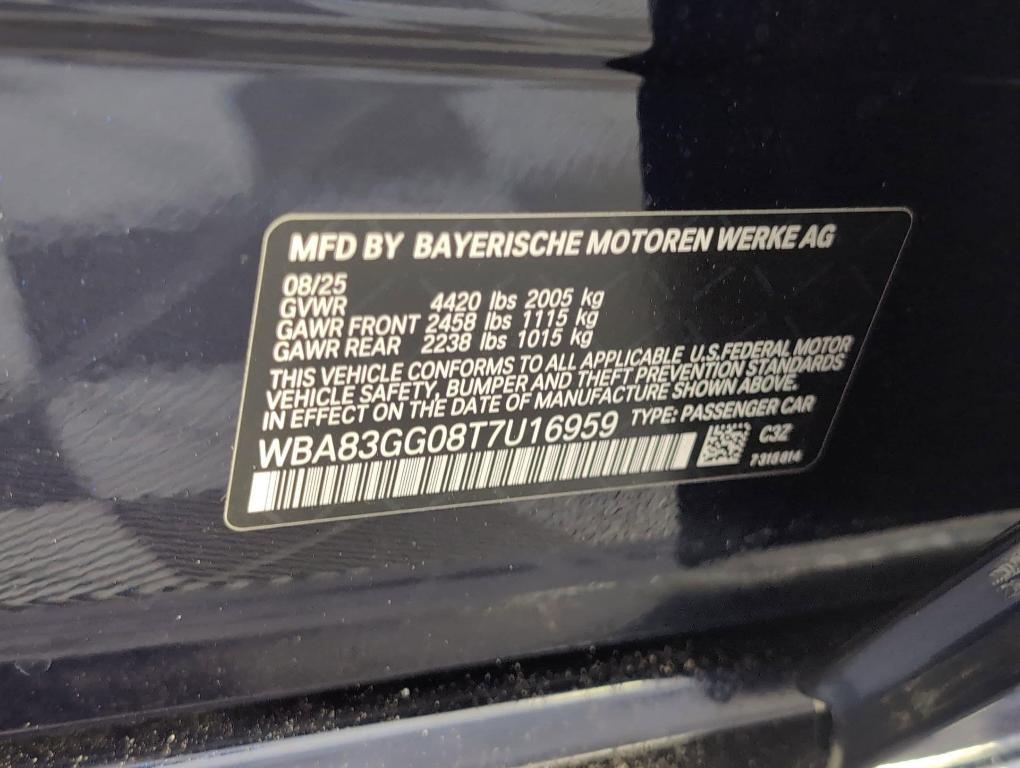 MFD BY BAYERISCHE MOTOREN WERKE AG
08/25
GVWR 4420 lbs 2005 kg
GAWR FRONT 2458 lbs 1115 kg
GAWR REAR 2238 lbs 1015 kg
THIS VEHICLE CONFORMS TO ALL APPLICABLE U.S.FEDERAL MOTOR
VEHICLE SAFETY, BUMPER AND THEFT PREVENTION STANDARDS
IN EFFECT ON THE DATE OF MANUFACTURE SHOWN ABOVE.
WBA83GG08T7U16959 TYPE: PASSENGER CAR
C3Z
7318614